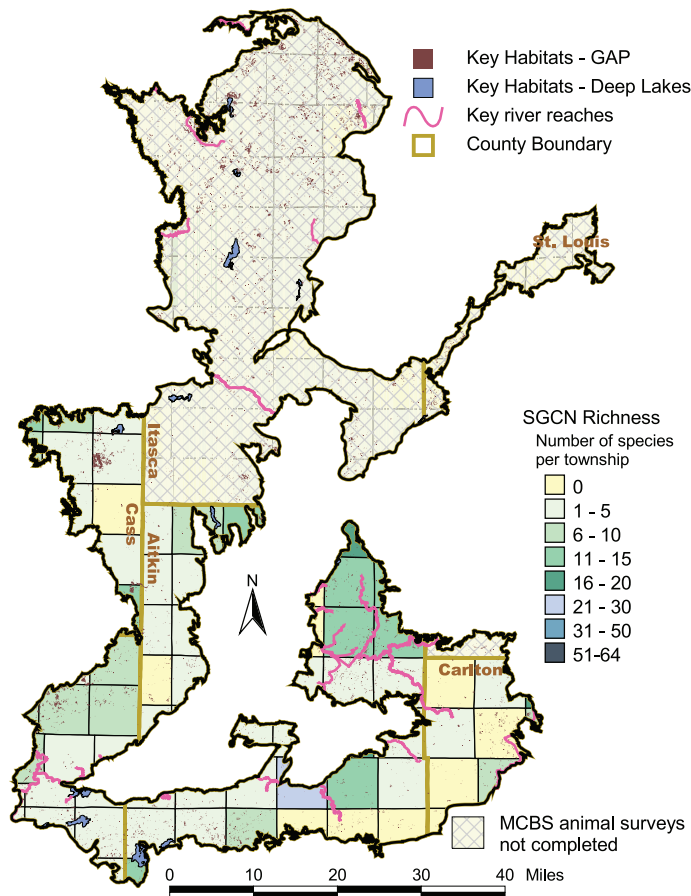 Key Habitats - GAP
Key Habitats - Deep Lakes
Key river reaches
County Boundary
St. Louis
SGCN Richness
Number of species
per township
0
1 - 5
6 - 10
11 - 15
16 - 20
21 - 30
31 - 50
51-64
Itasca
Cass
Aitkin
N
Carlton
MCBS animal surveys
not completed
0 10 20 30 40 Miles